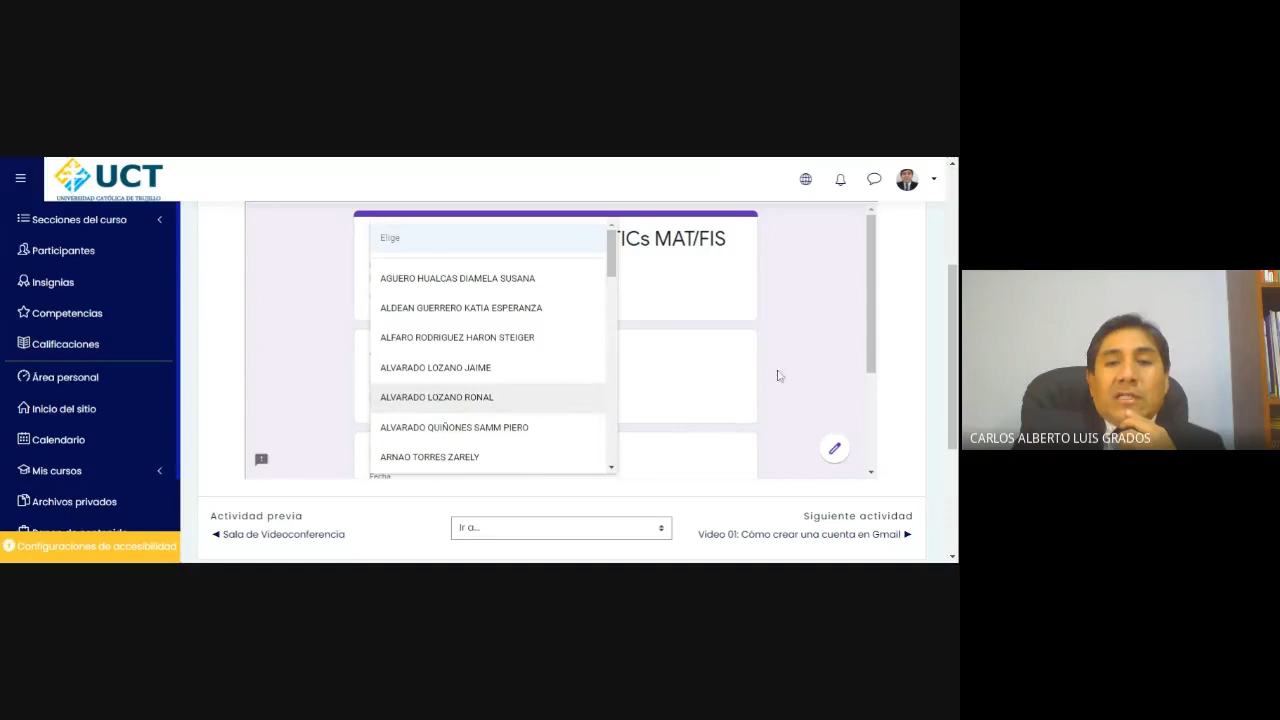 UCT
UNIVERSIDAD CATÓLICA DE TRUJILLO
Secciones del curso
Participantes
Insignias
Competencias
Calificaciones
Área personal
Inicio del sitio
Calendario
Mis cursos
Archivos privados
Configuraciones de accesibilidad
TICs MAT/FIS
Elige
AGUERO HUALCAS DIAMELA SUSANA
ALDEAN GUERRERO KATIA ESPERANZA
ALFARO RODRIGUEZ HARON STEIGER
ALVARADO LOZANO JAIME
ALVARADO LOZANO RONAL
ALVARADO QUIÑONES SAMM PIERO
ARNAO TORRES ZARELY
Fecha
Actividad previa
◄ Sala de Videoconferencia
Ir a...
Siguiente actividad
Video 01: Cómo crear una cuenta en Gmail ►
CARLOS ALBERTO LUIS GRADOS